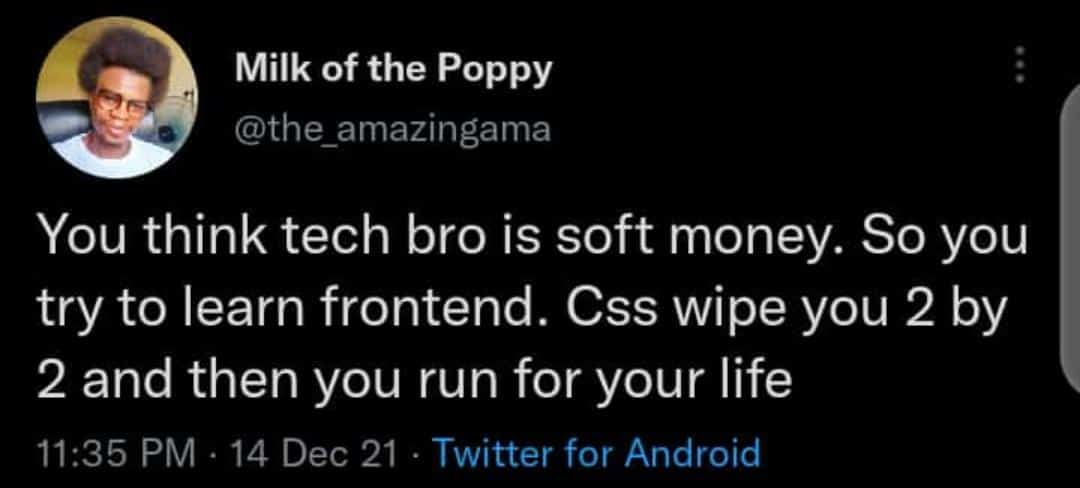 Milk of the Poppy
@the_amazingama
You think tech bro is soft money. So you
try to learn frontend. Css wipe you 2 by
2 and then you run for your life
11:35 PM · 14 Dec 21 · Twitter for Android